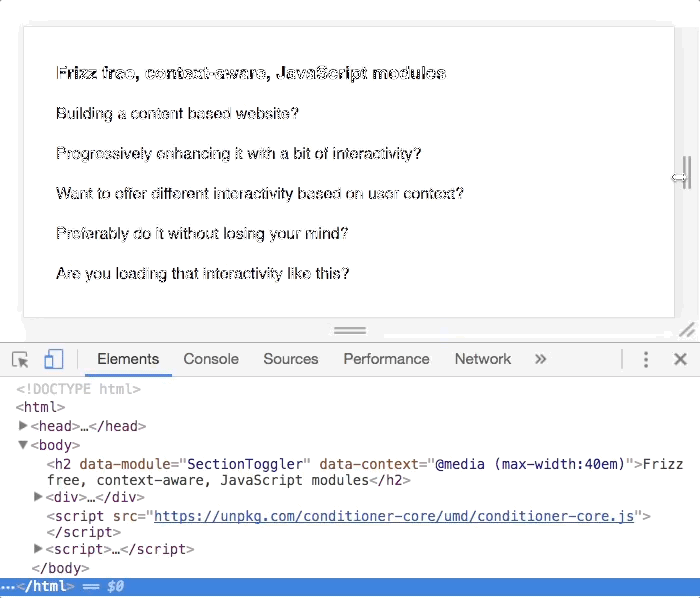 Frizz free, context-aware, JavaScript modules
Building a content based website?
Progressively enhancing it with a bit of interactivity?
Want to offer different interactivity based on user context?
Preferably do it without losing your mind?
Are you loading that interactivity like this?
Elements Console Sources Performance Network »
<!DOCTYPE html>
<html>
▶<head>…</head>
▼<body>
<h2 data-module="SectionToggler" data-context="@media (max-width:40em)">Frizz
free, context-aware, JavaScript modules</h2>
▶<div>…</div>
<script src="https://unpkg.com/conditioner-core/umd/conditioner-core.js">
</script>
▶<script>…</script>
</body>
…</html> == $0